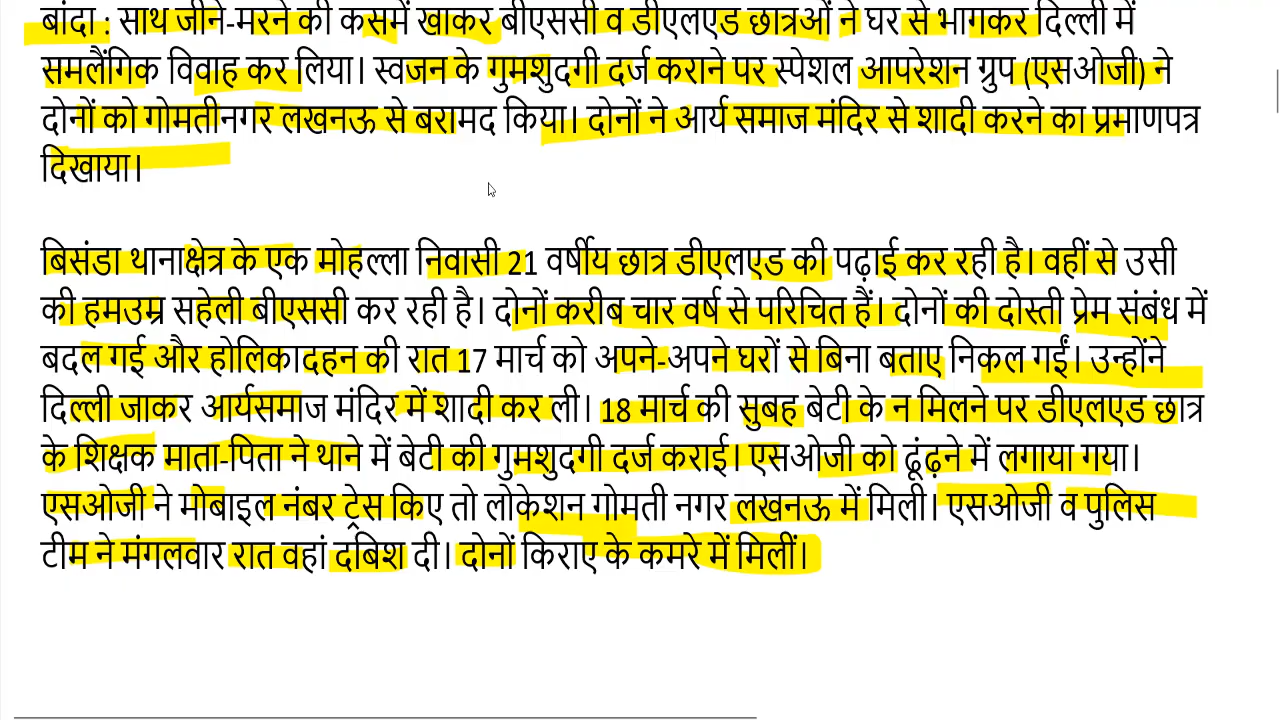 बांदा : साथ जीने-मरने की कसमें खाकर बीएससी व डीएलएड छात्रओं ने घर से भागकर दिल्ली में
समलैंगिक विवाह कर लिया। स्वजन के गुमशुदगी दर्ज कराने पर स्पेशल आपरेशन ग्रुप (एसओजी) ने
दोनों को गोमतीनगर लखनऊ से बरामद किया। दोनों ने आर्य समाज मंदिर से शादी करने का प्रमाणपत्र
दिखाया।
बिसंडा थानाक्षेत्र के एक मोहल्ला निवासी 21 वर्षीय छात्र डीएलएड की पढ़ाई कर रही है। वहीं से उसी
की हमउम्र सहेली बीएससी कर रही है। दोनों करीब चार वर्ष से परिचित हैं। दोनों की दोस्ती प्रेम संबंध में
बदल गई और होलिकादहन की रात 17 मार्च को अपने-अपने घरों से बिना बताए निकल गईं। उन्होंने
दिल्ली जाकर आर्यसमाज मंदिर में शादी कर ली। 18 मार्च की सुबह बेटी के न मिलने पर डीएलएड छात्र
के शिक्षक माता-पिता ने थाने में बेटी की गुमशुदगी दर्ज कराई। एसओजी को ढूंढ़ने में लगाया गया।
एसओजी ने मोबाइल नंबर ट्रेस किए तो लोकेशन गोमती नगर लखनऊ में मिली। एसओजी व पुलिस
टीम ने मंगलवार रात वहां दबिश दी। दोनों किराए के कमरे में मिलीं।